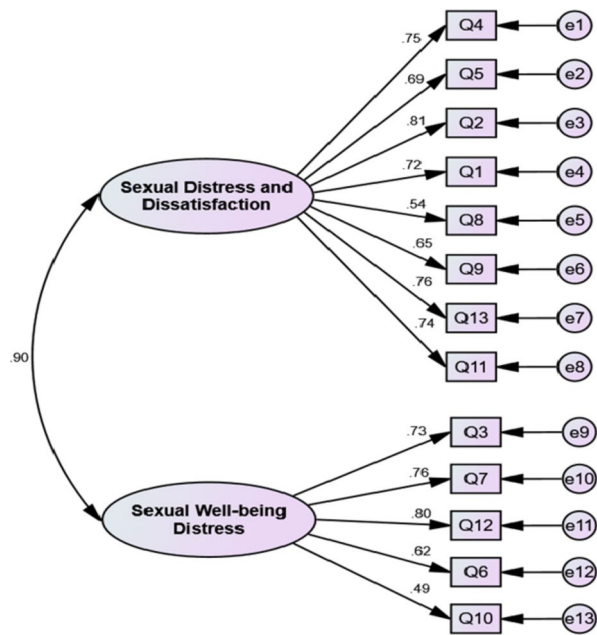 .75
Q4
e1
.69
Q5
e2
.81
Q2
e3
.72
Q1
e4
Sexual Distress and
Dissatisfaction
.54
Q8
e5
.65
Q9
e6
.76
Q13
e7
.74
Q11
e8
.90
.73
Q3
e9
.76
Q7
e10
Sexual Well-being
Distress
.80
Q12
e11
.62
Q6
e12
.49
Q10
e13